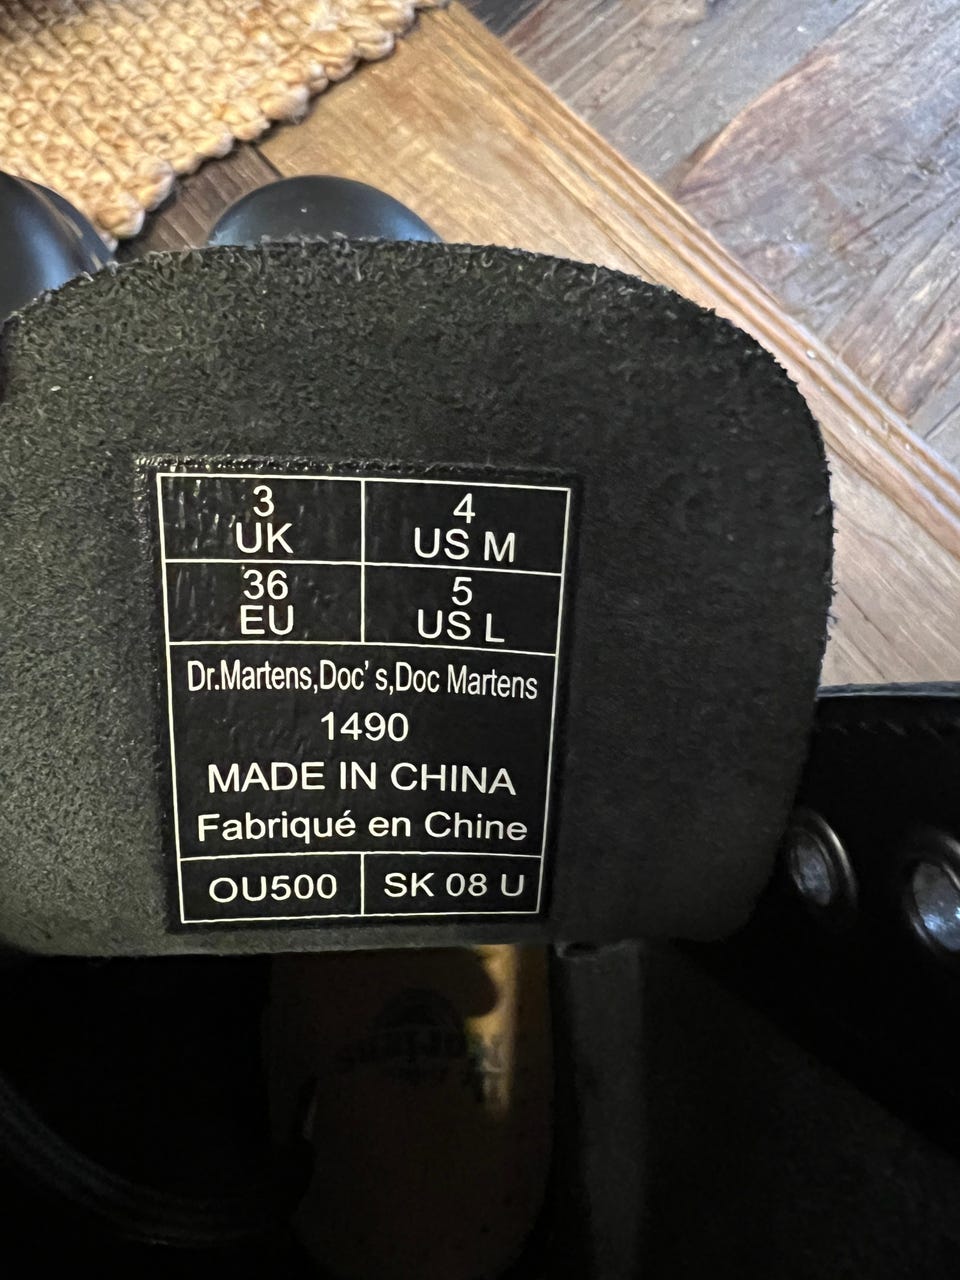 3
UK
4
US M
36
EU
5
US L
Dr.Martens,Doc's,Doc Martens
1490
MADE IN CHINA
Fabriqué en Chine
OU500
SK 08 U